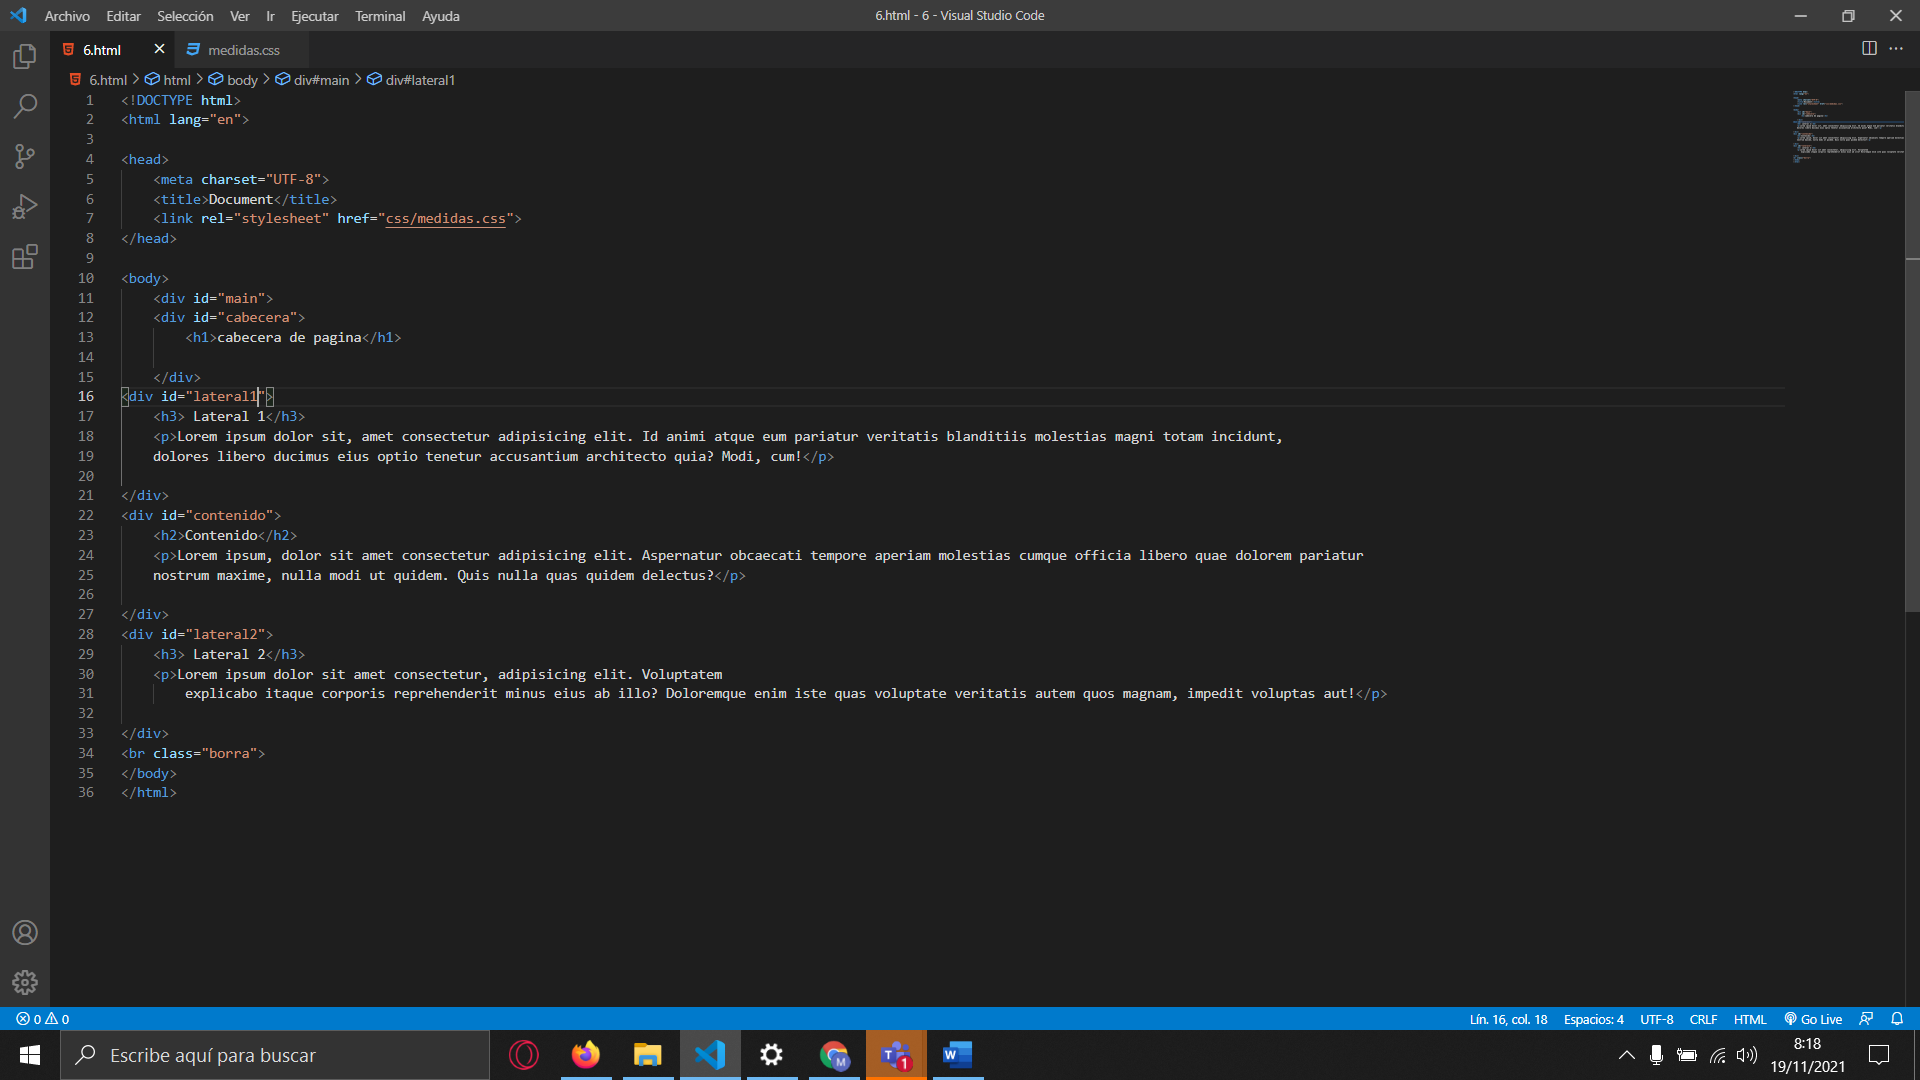 Archivo Editar Selección Ver Ir Ejecutar Terminal Ayuda
6.html - 6 - Visual Studio Code
6.html
medidas.css
6.html > html > body > div#main > div#lateral1
1 <!DOCTYPE html>
2 <html lang="en">
3
4 <head>
5     <meta charset="UTF-8">
6     <title>Document</title>
7     <link rel="stylesheet" href="css/medidas.css">
8 </head>
9
10 <body>
11     <div id="main">
12     <div id="cabecera">
13         <h1>cabecera de pagina</h1>
14
15     </div>
16 <div id="lateral1">
17     <h3> Lateral 1</h3>
18     <p>Lorem ipsum dolor sit, amet consectetur adipisicing elit. Id animi atque eum pariatur veritatis blanditiis molestias magni totam incidunt,
19     dolores libero ducimus eius optio tenetur accusantium architecto quia? Modi, cum!</p>
20
21 </div>
22 <div id="contenido">
23     <h2>Contenido</h2>
24     <p>Lorem ipsum, dolor sit amet consectetur adipisicing elit. Aspernatur obcaecati tempore aperiam molestias cumque officia libero quae dolorem pariatur
25     nostrum maxime, nulla modi ut quidem. Quis nulla quas quidem delectus?</p>
26
27 </div>
28 <div id="lateral2">
29     <h3> Lateral 2</h3>
30     <p>Lorem ipsum dolor sit amet consectetur, adipisicing elit. Voluptatem
31         explicabo itaque corporis reprehenderit minus eius ab illo? Doloremque enim iste quas voluptate veritatis autem quos magnam, impedit voluptas aut!</p>
32
33 </div>
34 <br class="borra">
35 </body>
36 </html>
0 0
Lín. 16, col. 18 Espacios: 4 UTF-8 CRLF HTML Go Live
Escribe aquí para buscar
M
T 1
W
8:18
19/11/2021